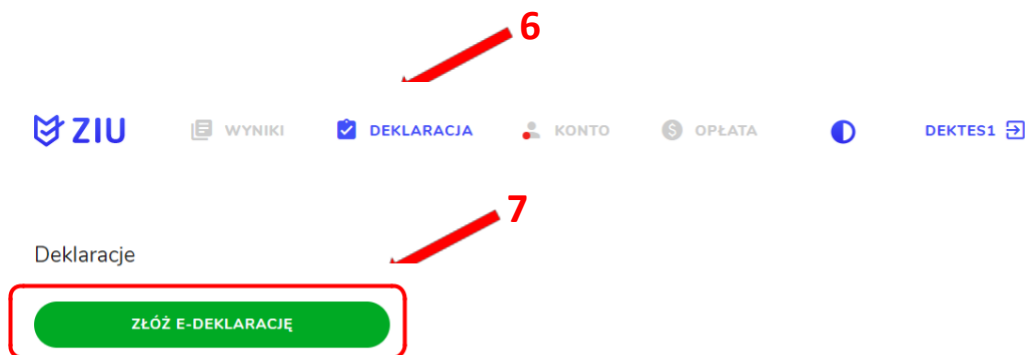 6
ZIU WYNIKI DEKLARACJA KONTO OPŁATA DEKTES1
7
Deklaracje
ZŁÓŻ E-DEKLARACJĘ